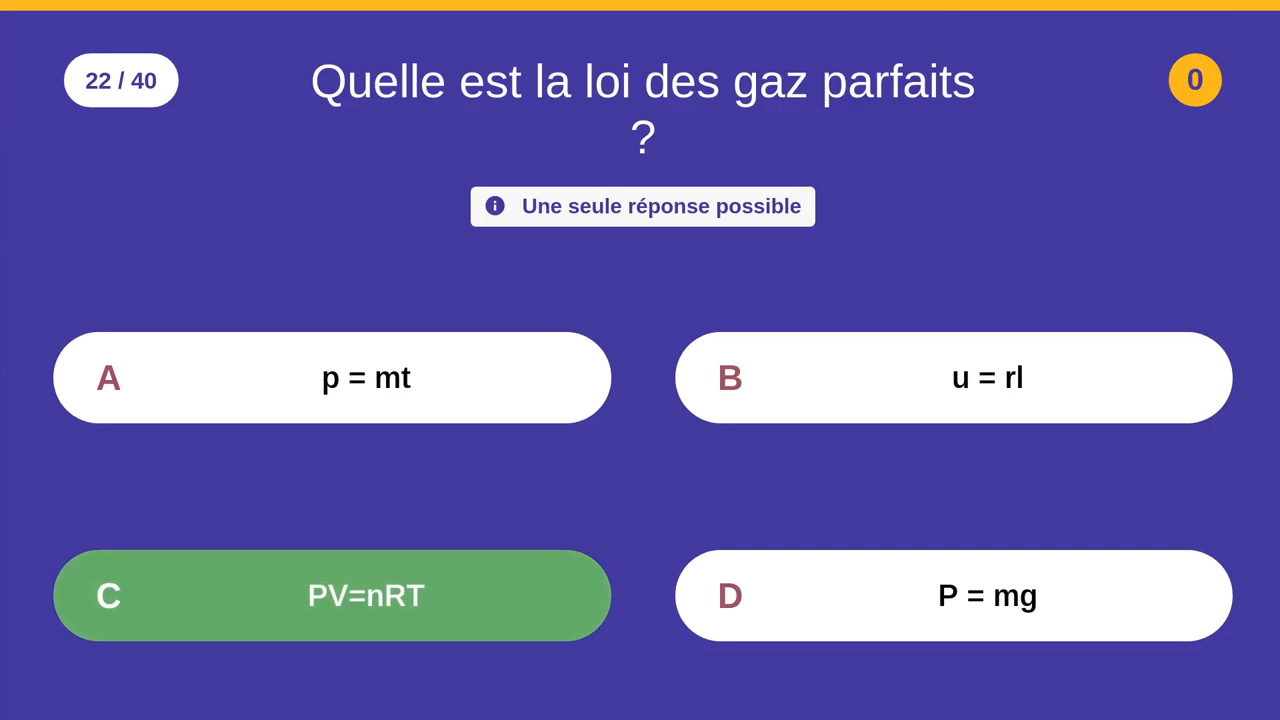 22 / 40
Quelle est la loi des gaz parfaits
?
0
Une seule réponse possible
A
p = mt
B
u = rl
C
PV=nRT
D
P = mg